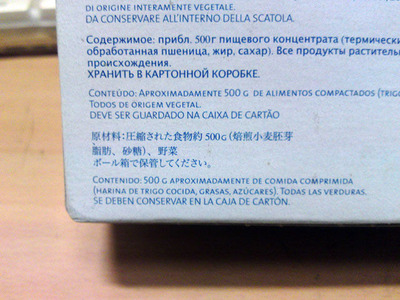 DI ORIGINE INTERAMENTE VEGETALE.
DA CONSERVARE ALL'INTERNO DELLA SCATOLA.
Содержимое: прибл. 500г пищевого концентрата (термически
обработанная пшеница, жир, сахар). Все продукты растительн
происхождения.
ХРАНИТЬ В КАРТОННОЙ КОРОБКЕ.
CONTEÚDO: APROXIMADAMENTE 500 G DE ALIMENTOS COMPACTADOS (TRIGO
TODOS DE ORIGEM VEGETAL.
DEVE SER GUARDADO NA CAIXA DE CARTÃO
原材料：圧縮された食物約500G（焙煎小麦胚芽
脂肪、砂糖）、野菜
ボール箱で保管してください。
CONTENIDO: 500 G APROXIMADAMENTE DE COMIDA COMPRIMIDA
(HARINA DE TRIGO COCIDA, GRASAS, AZÚCARES). TODAS LAS VERDURAS.
SE DEBEN CONSERVAR EN LA CAJA DE CARTÓN.